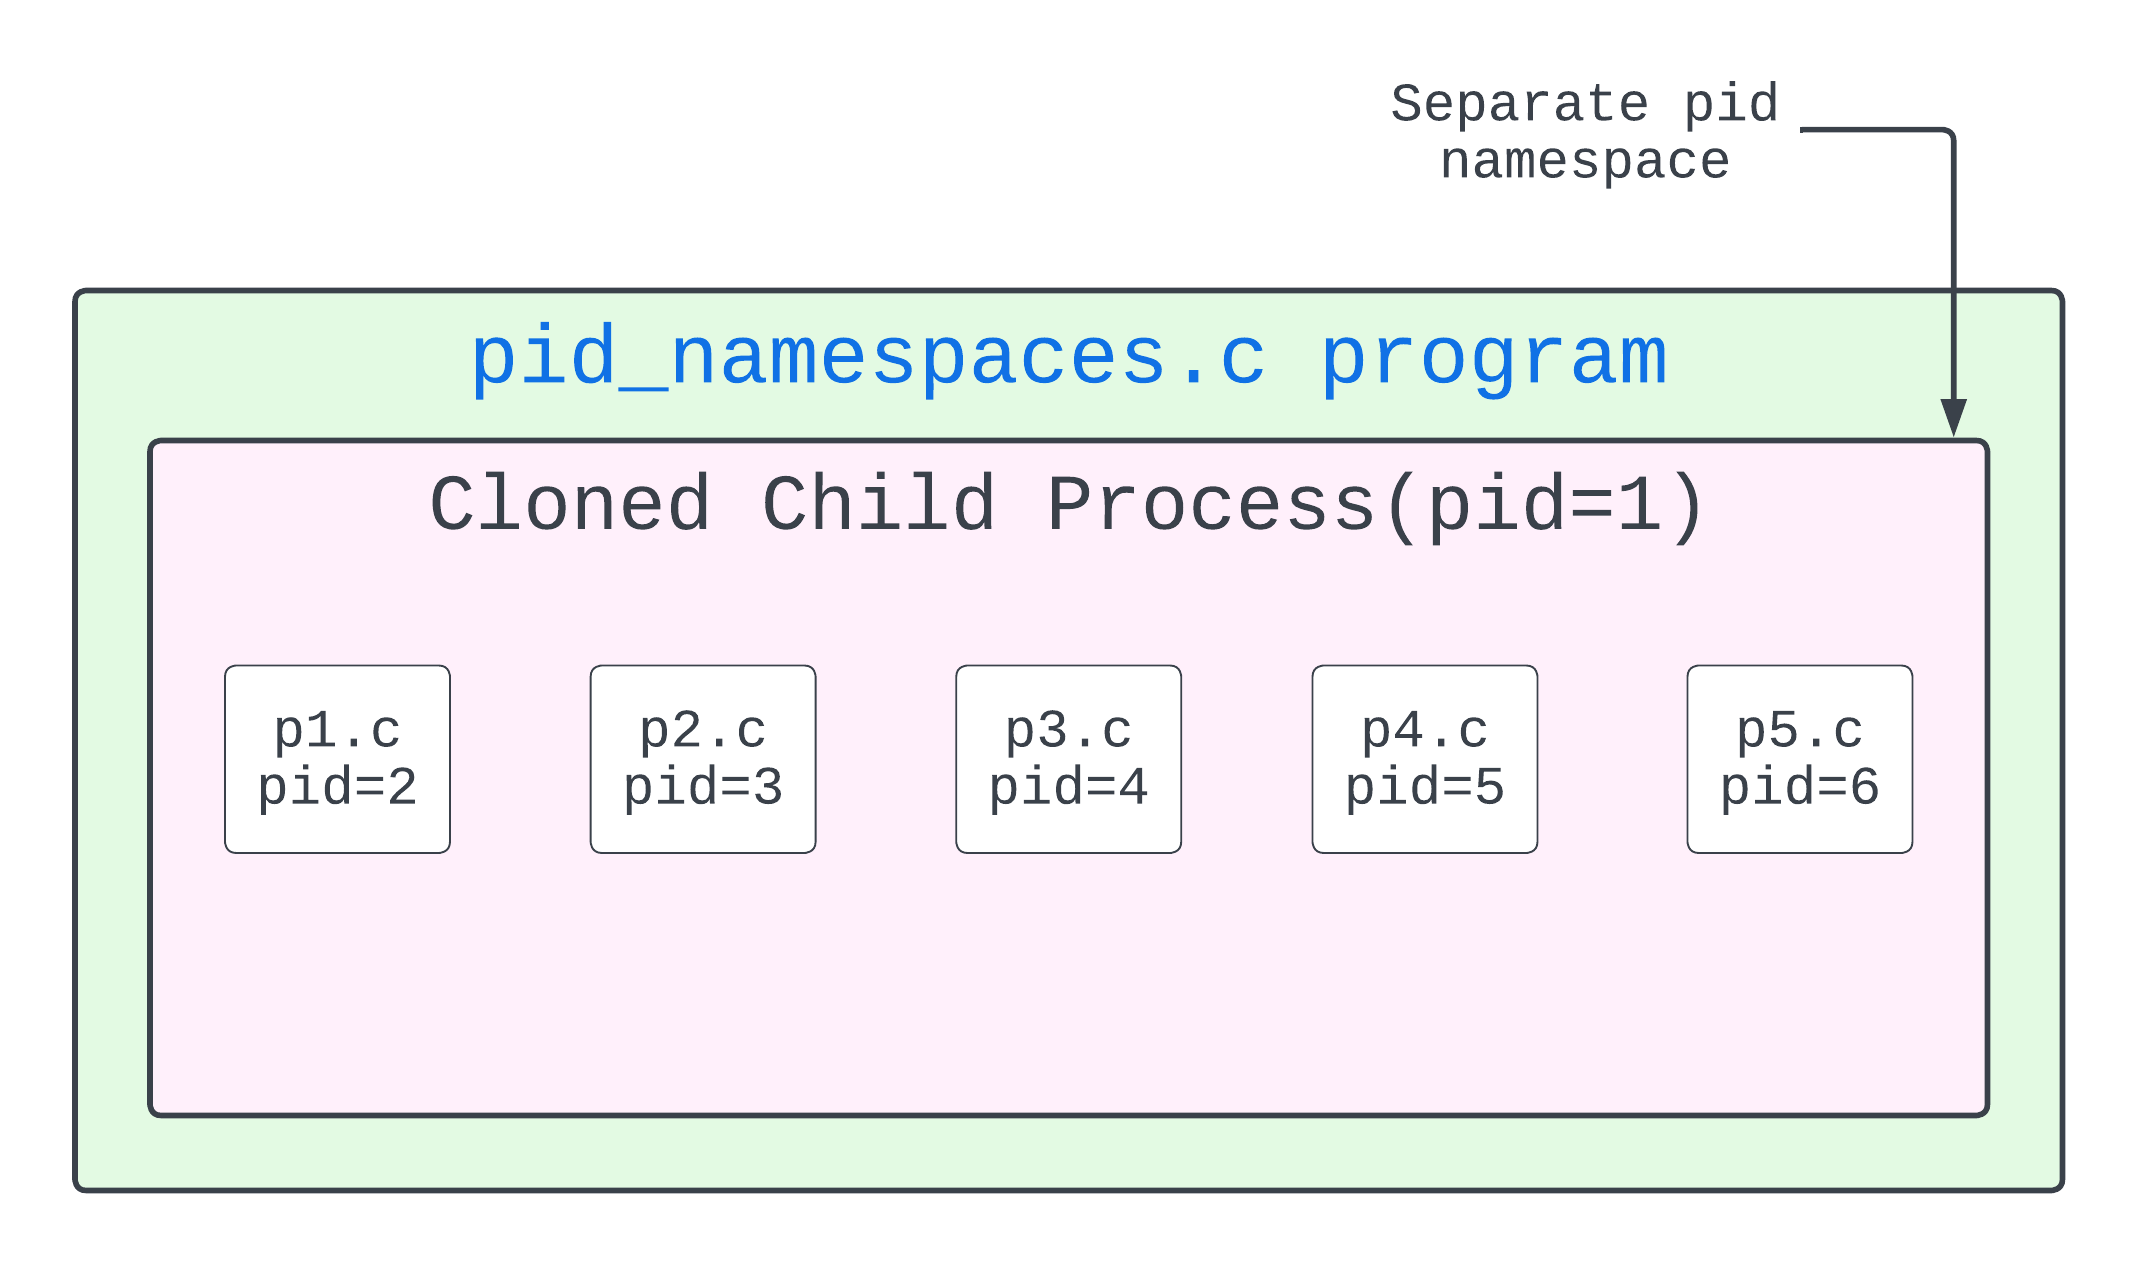 Separate pid
namespace
pid_namespaces.c program
Cloned Child Process(pid=1)
p1.c
pid=2
p2.c
pid=3
p3.c
pid=4
p4.c
pid=5
p5.c
pid=6